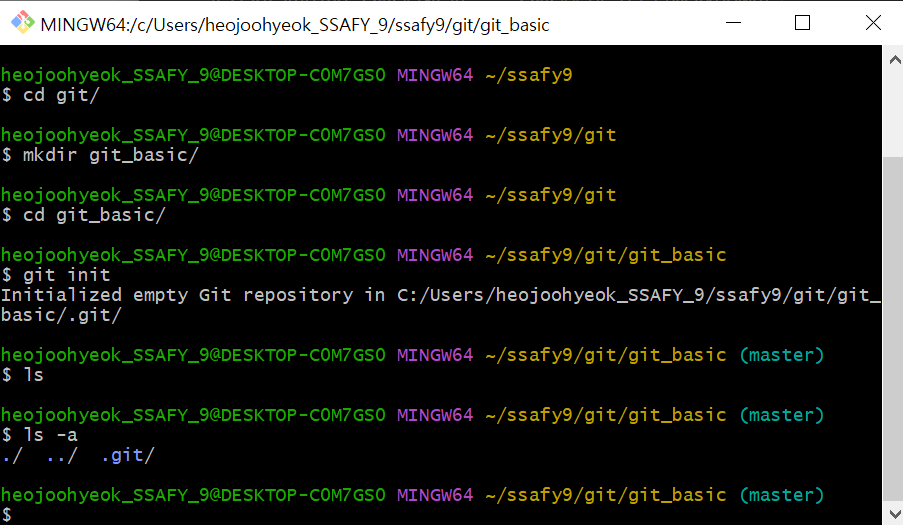 MINGW64:/c/Users/heojoohyeok_SSAFY_9/ssafy9/git/git_basic
heojoohyeok_SSAFY_9@DESKTOP-C0M7GS0 MINGW64 ~/ssafy9
$ cd git/
heojoohyeok_SSAFY_9@DESKTOP-C0M7GS0 MINGW64 ~/ssafy9/git
$ mkdir git_basic/
heojoohyeok_SSAFY_9@DESKTOP-C0M7GS0 MINGW64 ~/ssafy9/git
$ cd git_basic/
heojoohyeok_SSAFY_9@DESKTOP-C0M7GS0 MINGW64 ~/ssafy9/git/git_basic
$ git init
Initialized empty Git repository in C:/Users/heojoohyeok_SSAFY_9/ssafy9/git/git_
basic/.git/
heojoohyeok_SSAFY_9@DESKTOP-C0M7GS0 MINGW64 ~/ssafy9/git/git_basic (master)
$ ls
heojoohyeok_SSAFY_9@DESKTOP-C0M7GS0 MINGW64 ~/ssafy9/git/git_basic (master)
$ ls -a
./  ../  .git/
heojoohyeok_SSAFY_9@DESKTOP-C0M7GS0 MINGW64 ~/ssafy9/git/git_basic (master)
$